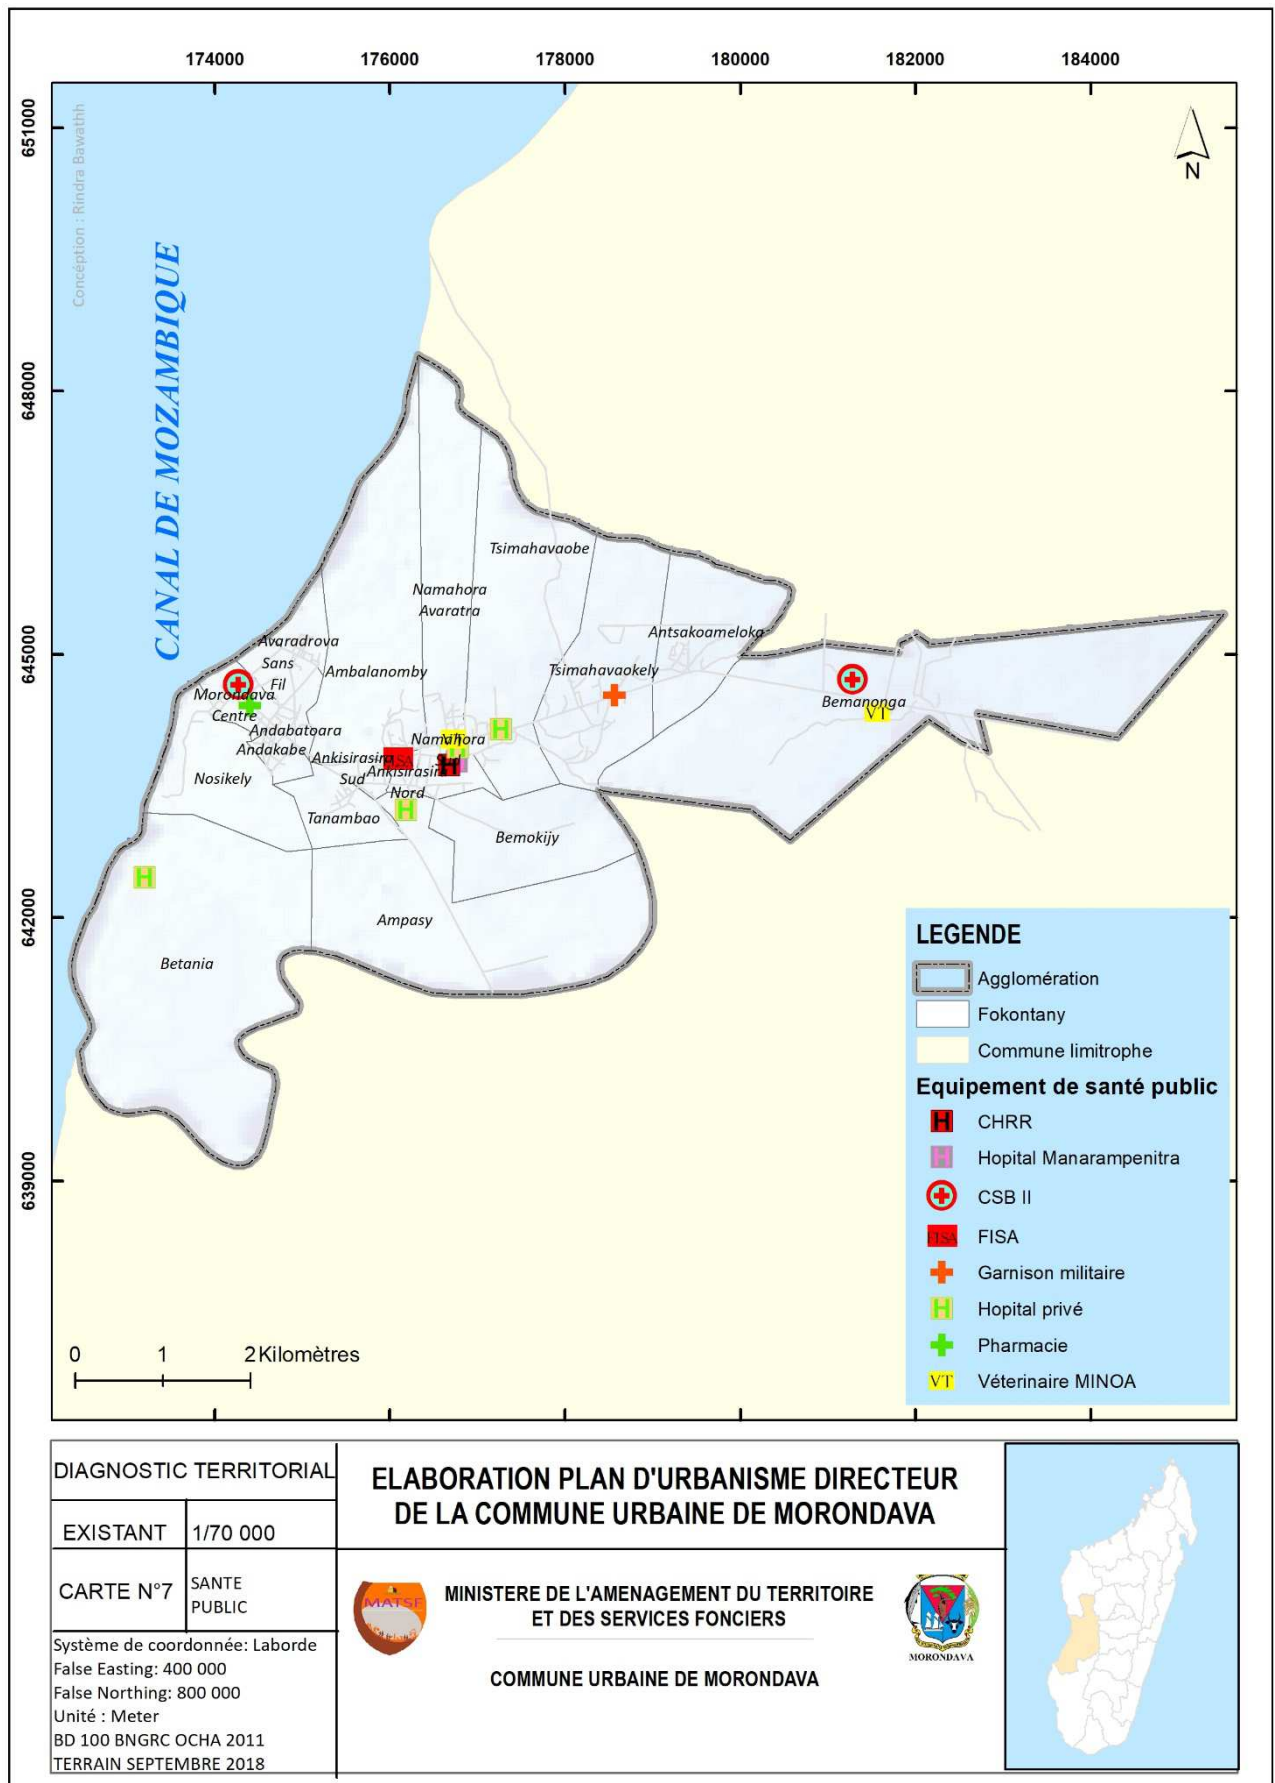 174000 176000 178000 180000 182000 184000
651000
648000
645000
642000
639000
Concéption : Rindra Bawathh
N
CANAL DE MOZAMBIQUE
Tsimahavaobe
Namahora
Avaratra
Avaradrova
Sans
Fil
Ambalanomby
Antsakoameloka
Tsimahavaokely
Morondava
Centre
Bemanonga
VT
Andabatoara
Andakabe
Namahora
Sud
VT
H
H
H
Ankisirasira
Sud
FISA
Ankisirasira
Nord
H
Nosikely
Tanambao
Bemokijy
H
Ampasy
Betania
LEGENDE
Agglomération
Fokontany
Commune limitrophe
Equipement de santé public
H CHRR
H Hopital Manarampenitra
CSB II
FISA FISA
Garnison militaire
H Hopital privé
Pharmacie
VT Véterinaire MINOA
0 1 2 Kilomètres
DIAGNOSTIC TERRITORIAL
EXISTANT 1/70 000
CARTE N°7 SANTE
PUBLIC
Système de coordonnée: Laborde
False Easting: 400 000
False Northing: 800 000
Unité : Meter
BD 100 BNGRC OCHA 2011
TERRAIN SEPTEMBRE 2018
ELABORATION PLAN D'URBANISME DIRECTEUR
DE LA COMMUNE URBAINE DE MORONDAVA
MATSF
MINISTERE DE L'AMENAGEMENT DU TERRITOIRE
ET DES SERVICES FONCIERS
COMMUNE URBAINE DE MORONDAVA
MORONDAVA